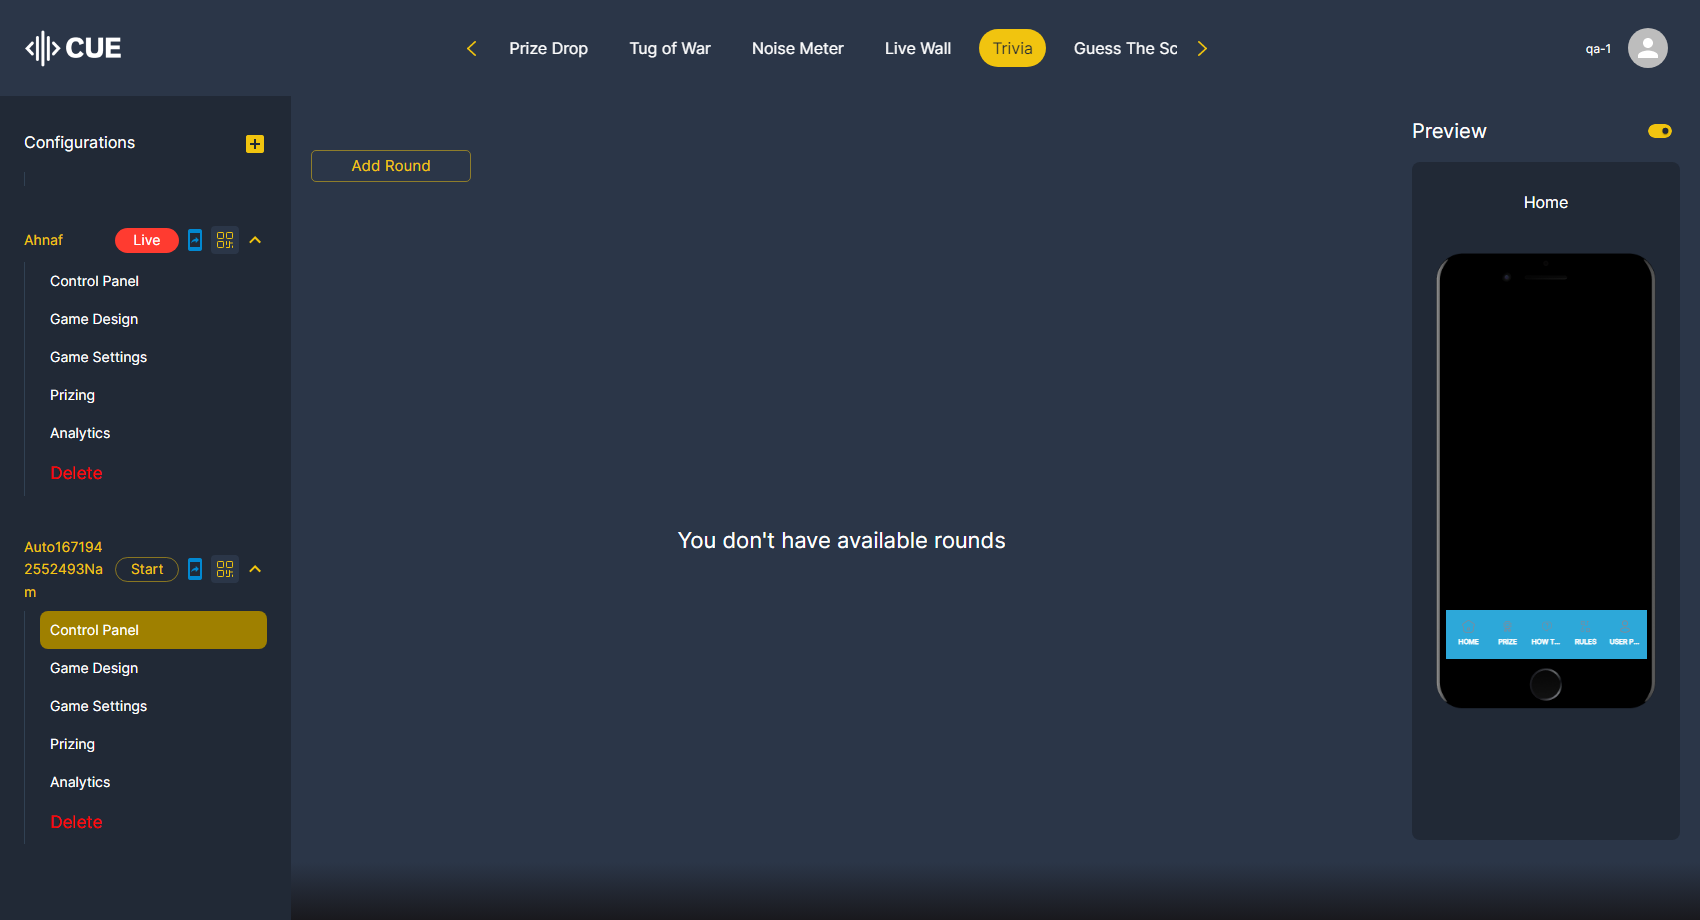 CUE
Prize Drop
Tug of War
Noise Meter
Live Wall
Trivia
Guess The Sc
qa-1
Configurations
Add Round
Preview
Home
Ahnaf
Live
Control Panel
Game Design
Game Settings
Prizing
Analytics
Delete
You don't have available rounds
Auto167194
2552493Na
m
Start
Control Panel
Game Design
Game Settings
Prizing
Analytics
Delete
HOME
PRIZE
HOW T...
RULES
USER P...